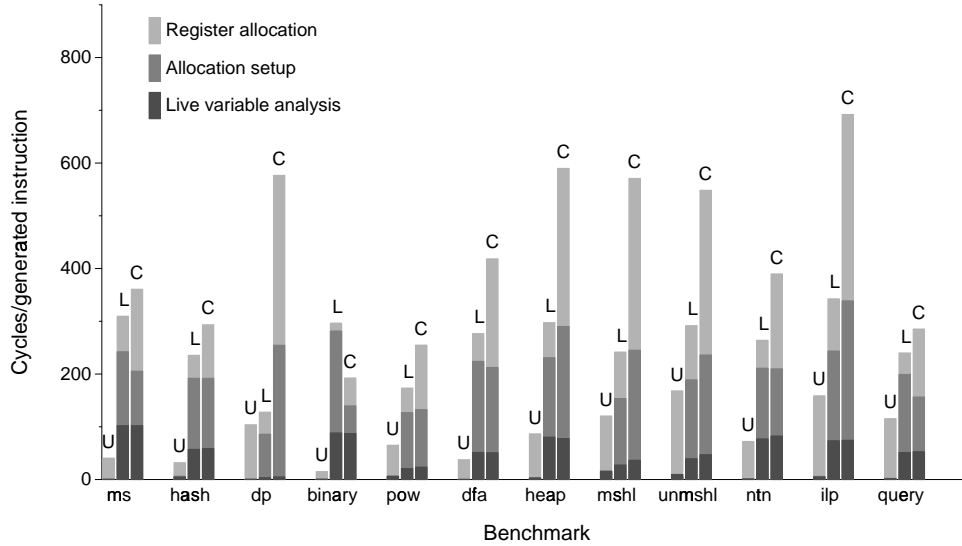 800
600
400
200
0
Cycles/generated instruction
Register allocation
Allocation setup
Live variable analysis
U L C
U L C
U L C
U L C
U L C
U L C
U L C
U L C
U L C
U L C
U L C
U L C
ms hash dp binary pow dfa heap mshl unmshl ntn ilp query
Benchmark